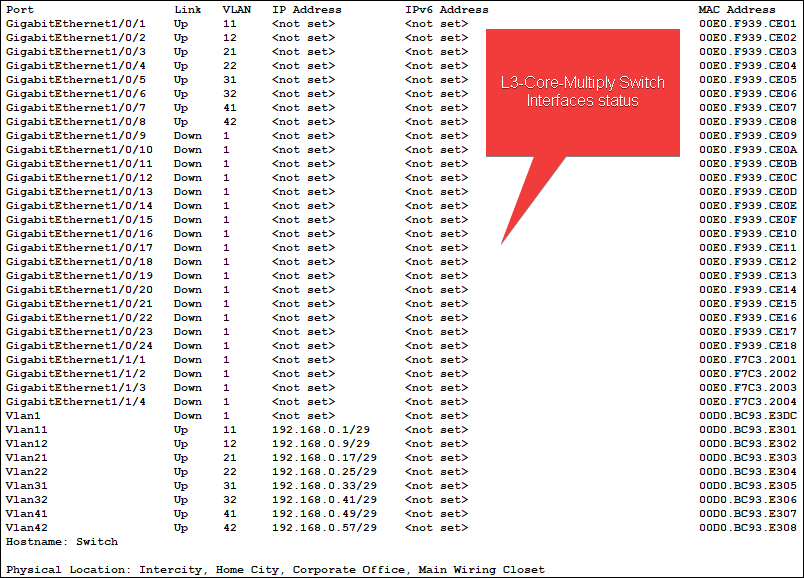 Port Link VLAN IP Address IPv6 Address MAC Address
GigabitEthernet1/0/1 Up 11 <not set> <not set> 00E0.F939.CE01
GigabitEthernet1/0/2 Up 12 <not set> <not set> 00E0.F939.CE02
GigabitEthernet1/0/3 Up 21 <not set> <not set> 00E0.F939.CE03
GigabitEthernet1/0/4 Up 22 <not set> <not set> 00E0.F939.CE04
GigabitEthernet1/0/5 Up 31 <not set> <not set> 00E0.F939.CE05
GigabitEthernet1/0/6 Up 32 <not set> <not set> 00E0.F939.CE06
GigabitEthernet1/0/7 Up 41 <not set> <not set> 00E0.F939.CE07
GigabitEthernet1/0/8 Up 42 <not set> <not set> 00E0.F939.CE08
GigabitEthernet1/0/9 Down 1 <not set> <not set> 00E0.F939.CE09
GigabitEthernet1/0/10 Down 1 <not set> <not set> 00E0.F939.CE0A
GigabitEthernet1/0/11 Down 1 <not set> <not set> 00E0.F939.CE0B
GigabitEthernet1/0/12 Down 1 <not set> <not set> 00E0.F939.CE0C
GigabitEthernet1/0/13 Down 1 <not set> <not set> 00E0.F939.CE0D
GigabitEthernet1/0/14 Down 1 <not set> <not set> 00E0.F939.CE0E
GigabitEthernet1/0/15 Down 1 <not set> <not set> 00E0.F939.CE0F
GigabitEthernet1/0/16 Down 1 <not set> <not set> 00E0.F939.CE10
GigabitEthernet1/0/17 Down 1 <not set> <not set> 00E0.F939.CE11
GigabitEthernet1/0/18 Down 1 <not set> <not set> 00E0.F939.CE12
GigabitEthernet1/0/19 Down 1 <not set> <not set> 00E0.F939.CE13
GigabitEthernet1/0/20 Down 1 <not set> <not set> 00E0.F939.CE14
GigabitEthernet1/0/21 Down 1 <not set> <not set> 00E0.F939.CE15
GigabitEthernet1/0/22 Down 1 <not set> <not set> 00E0.F939.CE16
GigabitEthernet1/0/23 Down 1 <not set> <not set> 00E0.F939.CE17
GigabitEthernet1/0/24 Down 1 <not set> <not set> 00E0.F939.CE18
GigabitEthernet1/1/1 Down 1 <not set> <not set> 00E0.F7C3.2001
GigabitEthernet1/1/2 Down 1 <not set> <not set> 00E0.F7C3.2002
GigabitEthernet1/1/3 Down 1 <not set> <not set> 00E0.F7C3.2003
GigabitEthernet1/1/4 Down 1 <not set> <not set> 00E0.F7C3.2004
Vlan1 Down 1 <not set> <not set> 00D0.BC93.E3DC
Vlan11 Up 11 192.168.0.1/29 <not set> 00D0.BC93.E301
Vlan12 Up 12 192.168.0.9/29 <not set> 00D0.BC93.E302
Vlan21 Up 21 192.168.0.17/29 <not set> 00D0.BC93.E303
Vlan22 Up 22 192.168.0.25/29 <not set> 00D0.BC93.E304
Vlan31 Up 31 192.168.0.33/29 <not set> 00D0.BC93.E305
Vlan32 Up 32 192.168.0.41/29 <not set> 00D0.BC93.E306
Vlan41 Up 41 192.168.0.49/29 <not set> 00D0.BC93.E307
Vlan42 Up 42 192.168.0.57/29 <not set> 00D0.BC93.E308
Hostname: Switch
Physical Location: Intercity, Home City, Corporate Office, Main Wiring Closet
L3-Core-Multiply Switch
Interfaces status